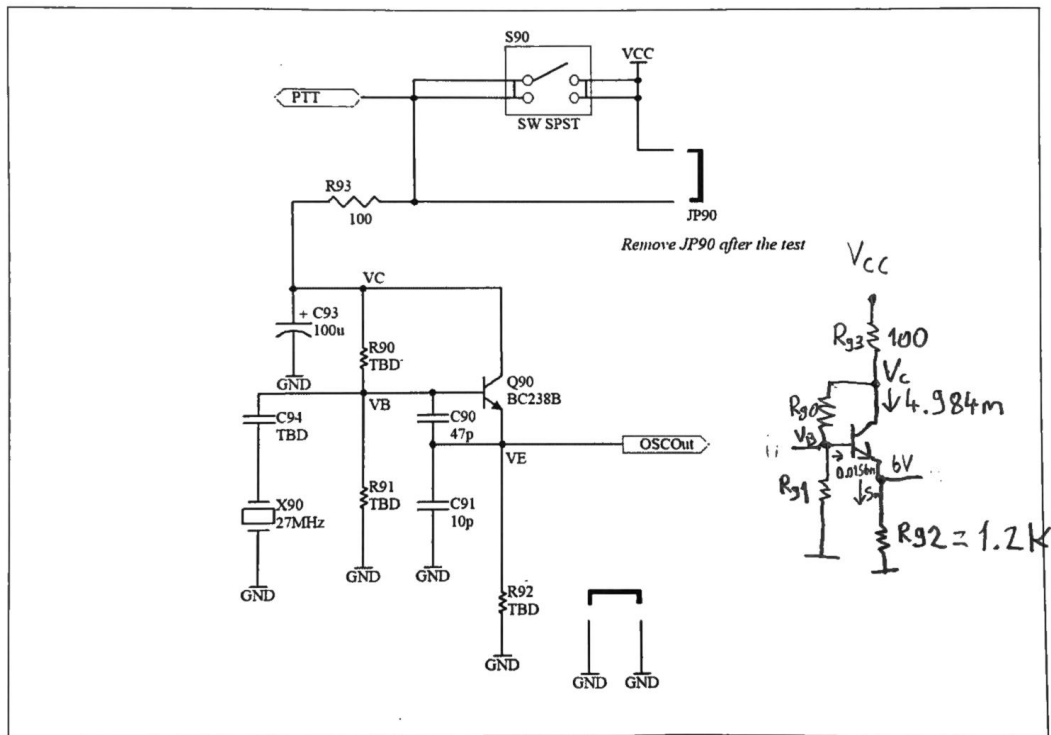 S90
VCC
PTT
SW SPST
R93
100
JP90
Remove JP90 after the test
VC
+ C93
100u
GND
R90
TBD
Q90
BC238B
VB
C90
47p
C94
TBD
VE
OSCOut
R91
TBD
C91
10p
X90
27MHz
GND
GND
GND
R92
TBD
GND
GND
GND
VCC
R93 100
VC
4.984m
R90
VB
6V
R91
R92 = 1.2K